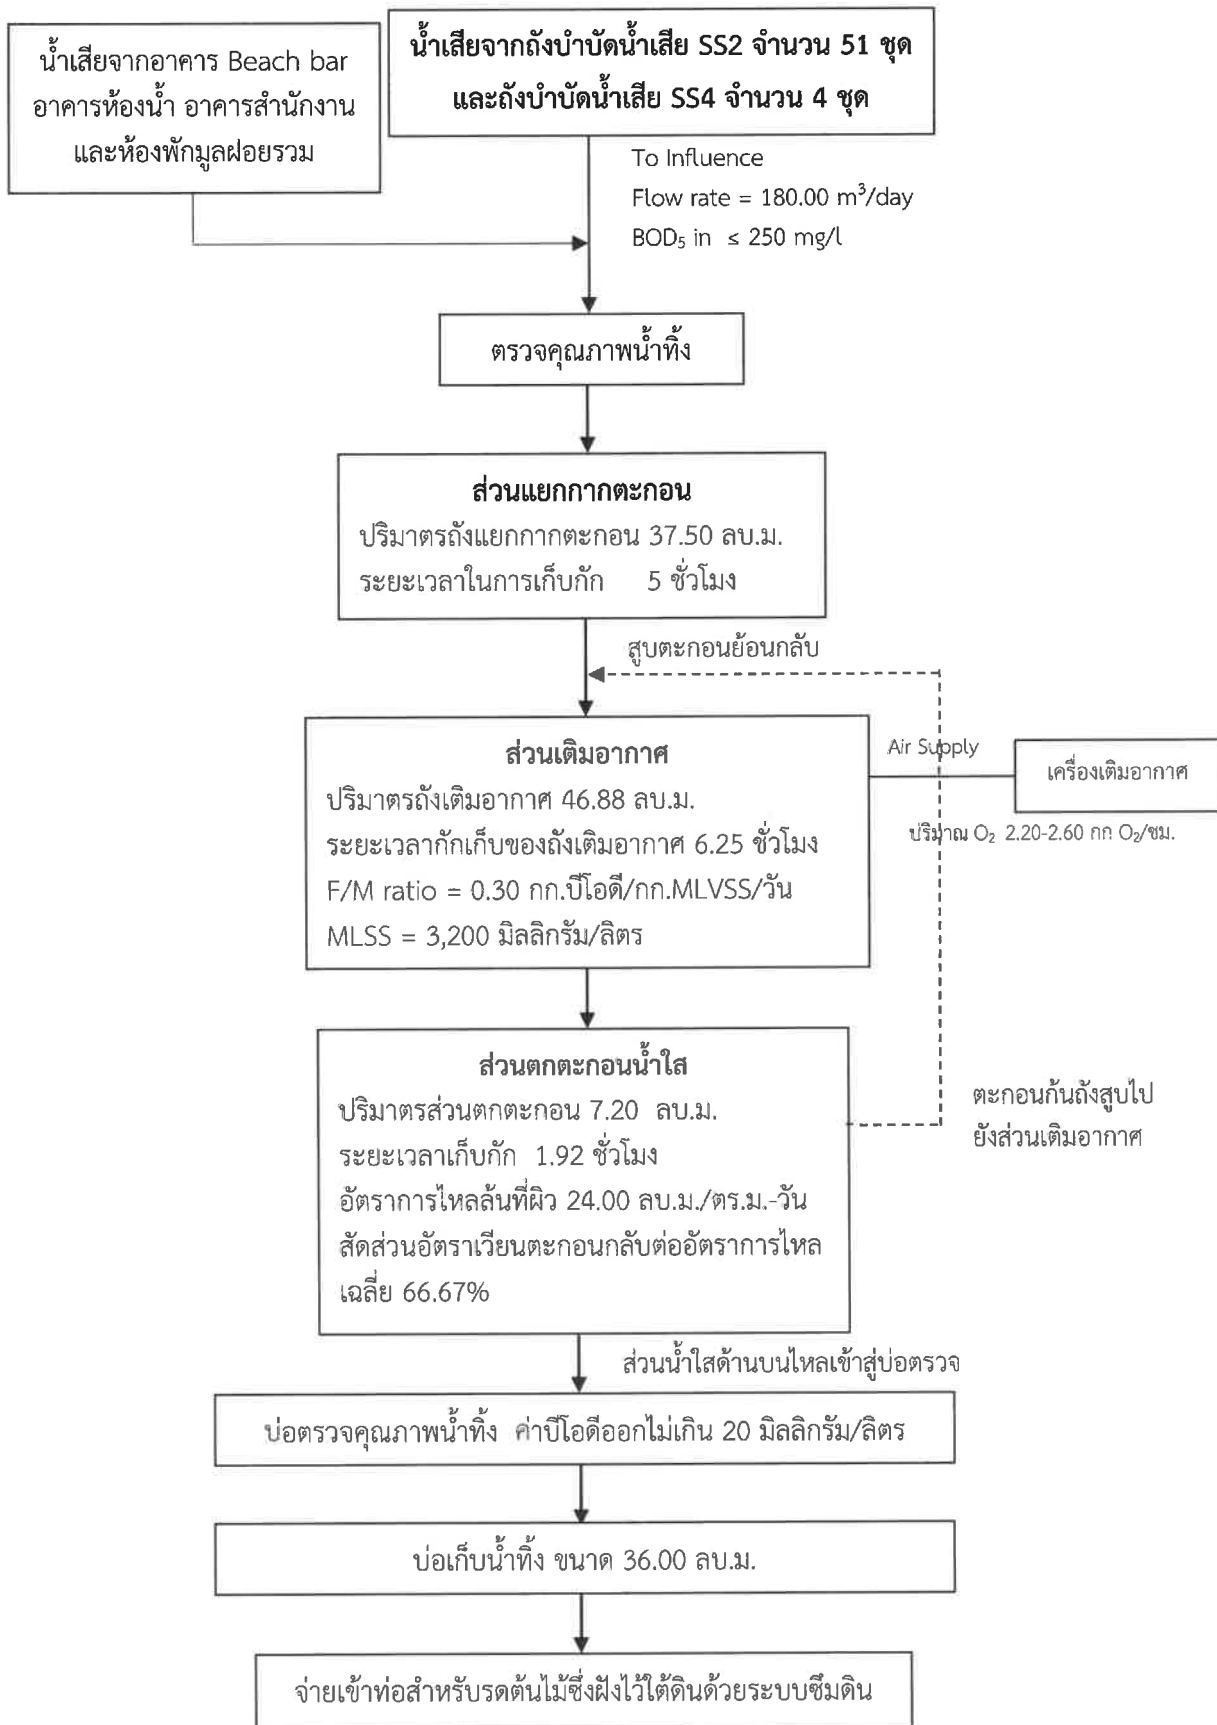 น้ำเสียจากอาคาร Beach bar
อาคารห้องน้ำ อาคารสำนักงาน
และห้องพักมูลฝอยรวม
น้ำเสียจากถังบำบัดน้ำเสีย SS2 จำนวน 51 ชุด
และถังบำบัดน้ำเสีย SS4 จำนวน 4 ชุด
To Influence
Flow rate = 180.00 m³/day
BOD₅ in ≤ 250 mg/l
ตรวจคุณภาพน้ำทิ้ง
ส่วนแยกกากตะกอน
ปริมาตรถังแยกกากตะกอน 37.50 ลบ.ม.
ระยะเวลาในการเก็บกัก 5 ชั่วโมง
สูบตะกอนย้อนกลับ
ส่วนเติมอากาศ
ปริมาตรถังเติมอากาศ 46.88 ลบ.ม.
ระยะเวลากักเก็บของถังเติมอากาศ 6.25 ชั่วโมง
F/M ratio = 0.30 กก.บีโอดี/กก.MLVSS/วัน
MLSS = 3,200 มิลลิกรัม/ลิตร
Air Supply
เครื่องเติมอากาศ
ปริมาณ O₂ 2.20-2.60 กก O₂/ชม.
ส่วนตกตะกอนน้ำใส
ปริมาตรส่วนตกตะกอน 7.20 ลบ.ม.
ระยะเวลาเก็บกัก 1.92 ชั่วโมง
อัตราการไหลล้นที่ผิว 24.00 ลบ.ม./ตร.ม.-วัน
สัดส่วนอัตราเวียนตะกอนกลับต่ออัตราการไหล
เฉลี่ย 66.67%
ตะกอนก้นถังสูบไป
ยังส่วนเติมอากาศ
ส่วนน้ำใสด้านบนไหลเข้าสู่บ่อตรวจ
บ่อตรวจคุณภาพน้ำทิ้ง ค่าบีโอดีออกไม่เกิน 20 มิลลิกรัม/ลิตร
บ่อเก็บน้ำทิ้ง ขนาด 36.00 ลบ.ม.
จ่ายเข้าท่อสำหรับรดต้นไม้ซึ่งฝังไว้ใต้ดินด้วยระบบซึมดิน